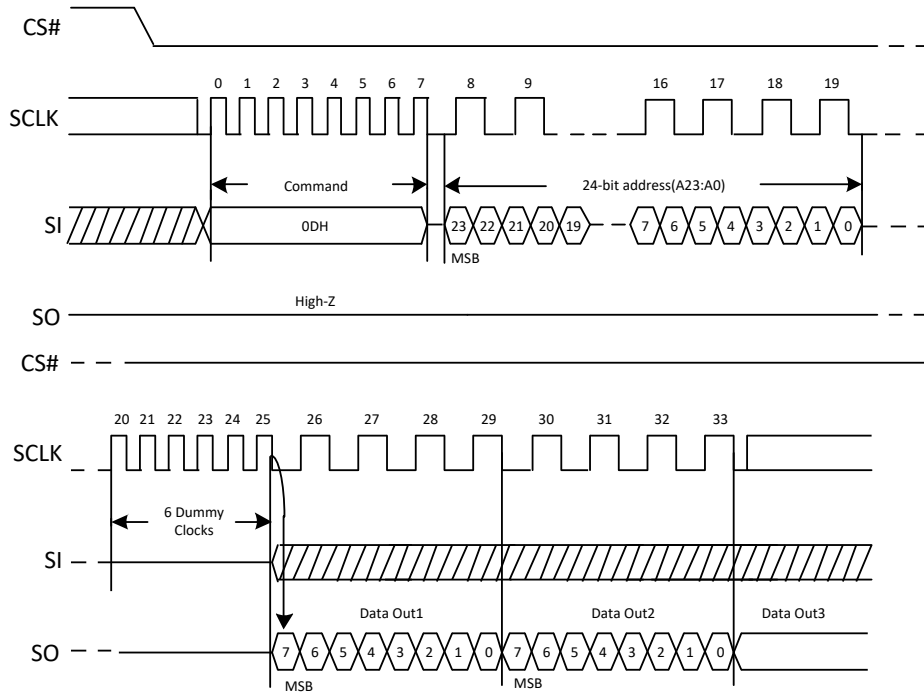 CS#
0 1 2 3 4 5 6 7 8 9 16 17 18 19
SCLK
Command 24-bit address(A23:A0)
SI 0DH 23 22 21 20 19 7 6 5 4 3 2 1 0
MSB
High-Z
SO
CS#
20 21 22 23 24 25 26 27 28 29 30 31 32 33
SCLK
6 Dummy
Clocks
SI
Data Out1 Data Out2 Data Out3
SO 7 6 5 4 3 2 1 0 7 6 5 4 3 2 1 0
MSB MSB